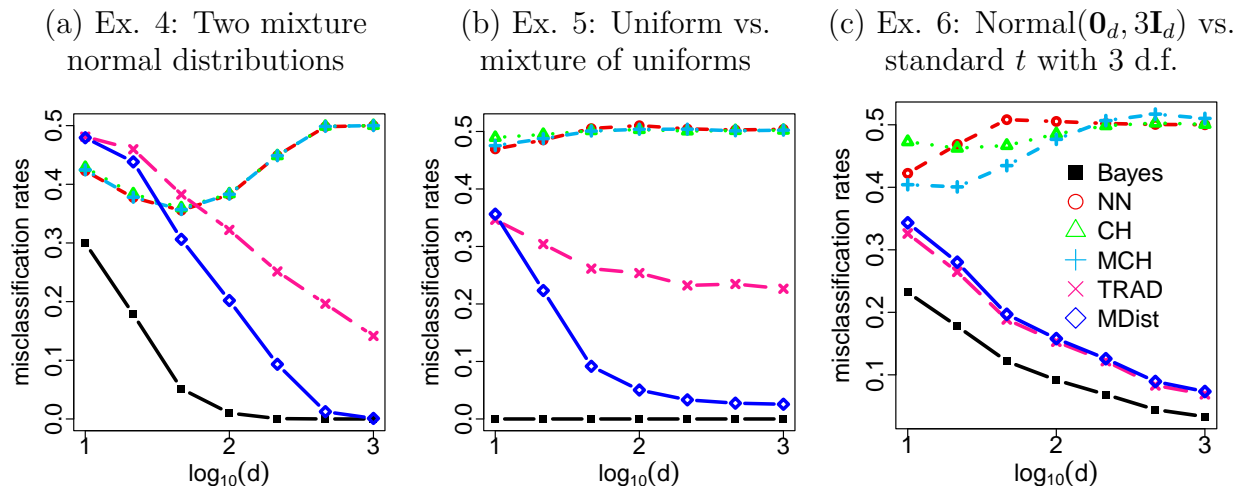 (a) Ex. 4: Two mixture
normal distributions
(b) Ex. 5: Uniform vs.
mixture of uniforms
(c) Ex. 6: Normal(𝟎_d, 3𝐈_d) vs.
standard t with 3 d.f.
misclassification rates
0.5
0.4
0.3
0.2
0.1
0.0
1
2
3
log₁₀(d)
misclassification rates
0.5
0.4
0.3
0.2
0.1
0.0
1
2
3
log₁₀(d)
misclassification rates
0.5
0.4
0.3
0.2
0.1
1
2
3
log₁₀(d)
Bayes
NN
CH
MCH
TRAD
MDist